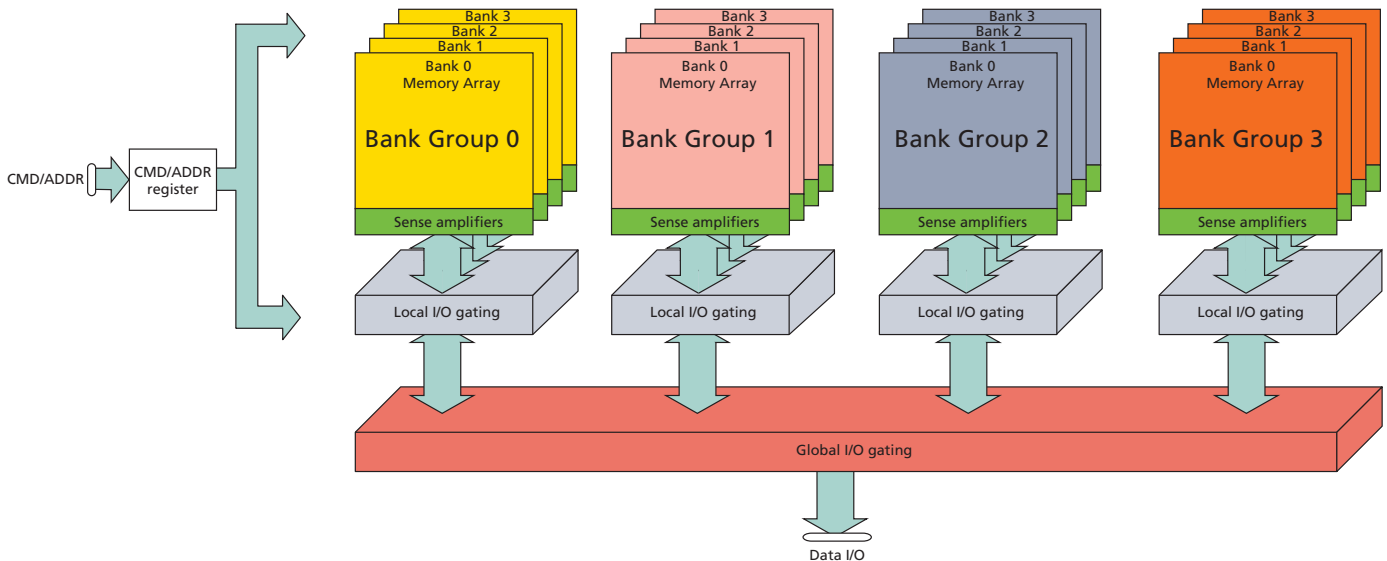 Bank 3
Bank 2
Bank 1
Bank 0
Memory Array
Bank Group 0
Sense amplifiers
Bank 3
Bank 2
Bank 1
Bank 0
Memory Array
Bank Group 1
Sense amplifiers
Bank 3
Bank 2
Bank 1
Bank 0
Memory Array
Bank Group 2
Sense amplifiers
Bank 3
Bank 2
Bank 1
Bank 0
Memory Array
Bank Group 3
Sense amplifiers
CMD/ADDR
CMD/ADDR
register
Local I/O gating
Local I/O gating
Local I/O gating
Local I/O gating
Global I/O gating
Data I/O